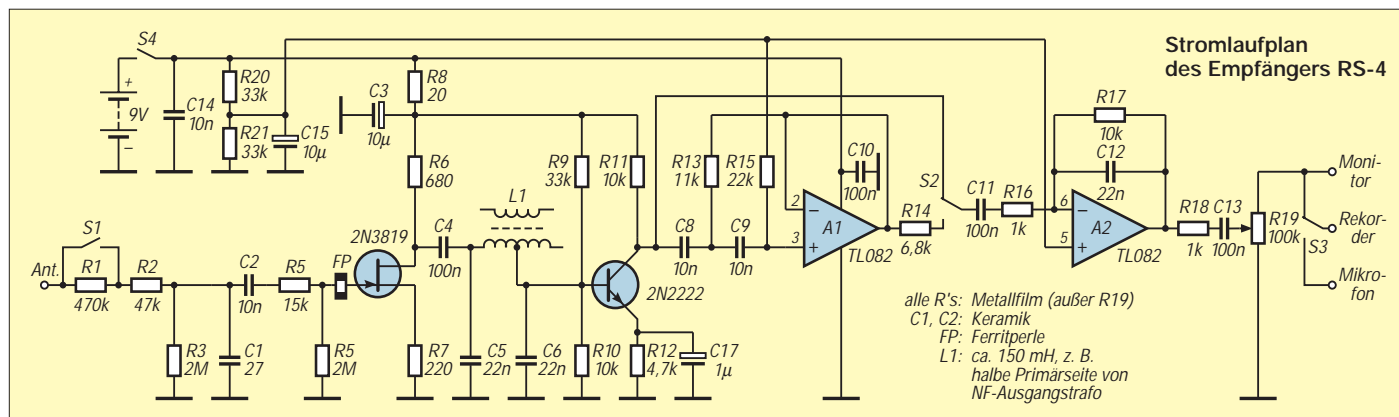 Stromlaufplan
des Empfängers RS-4
S4
+
9V
−
C14
10n
R20
33k
R21
33k
C15
10µ
C3
10µ
R8
20
R6
680
R9
33k
R11
10k
R13
11k
R15
22k
C10
100n
S2
R17
10k
C12
22n
L1
C4
100n
2N3819
FP
S1
Ant.
R1
470k
R2
47k
C2
10n
R5
15k
R3
2M
C1
27
R5
2M
R7
220
C5
22n
C6
22n
R10
10k
2N2222
R12
4,7k
C17
1µ
C8
10n
C9
10n
2
−
3
+
A1
TL082
R14
6,8k
C11
100n
R16
1k
6
−
5
+
A2
TL082
R18
1k
C13
100n
R19
100k
S3
Moni-
tor
Rekor-
der
Mikro-
fon
alle R's: Metallfilm (außer R19)
C1, C2: Keramik
FP: Ferritperle
L1: ca. 150 mH, z. B.
halbe Primärseite von
NF-Ausgangstrafo